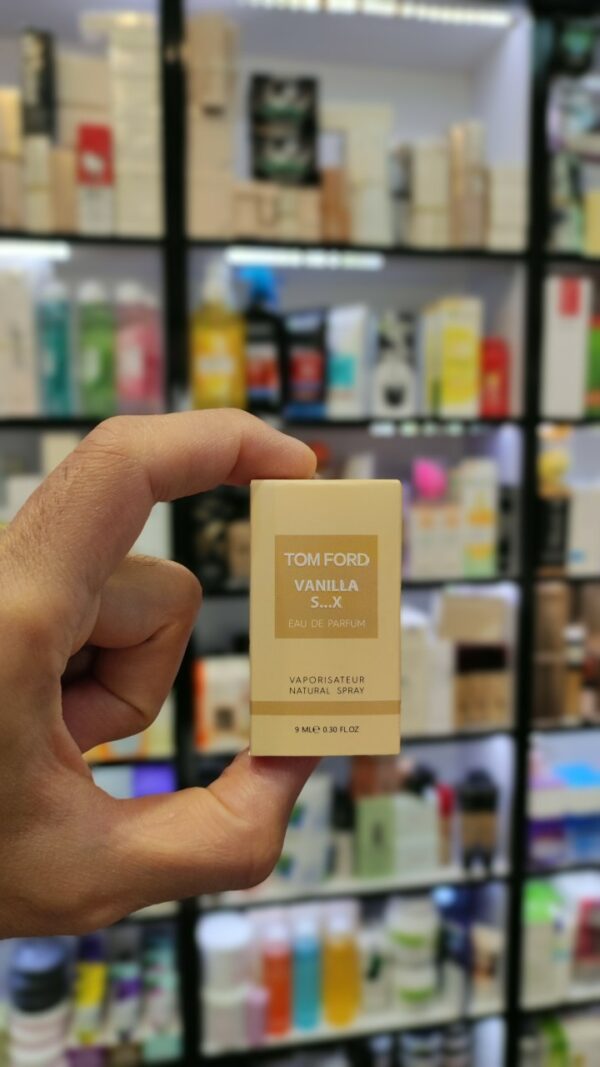 TOM FORD
VANILLA
S...X
EAU DE PARFUM
VAPORISATEUR
NATURAL SPRAY
9 ML℮ 0.30 FL.OZ